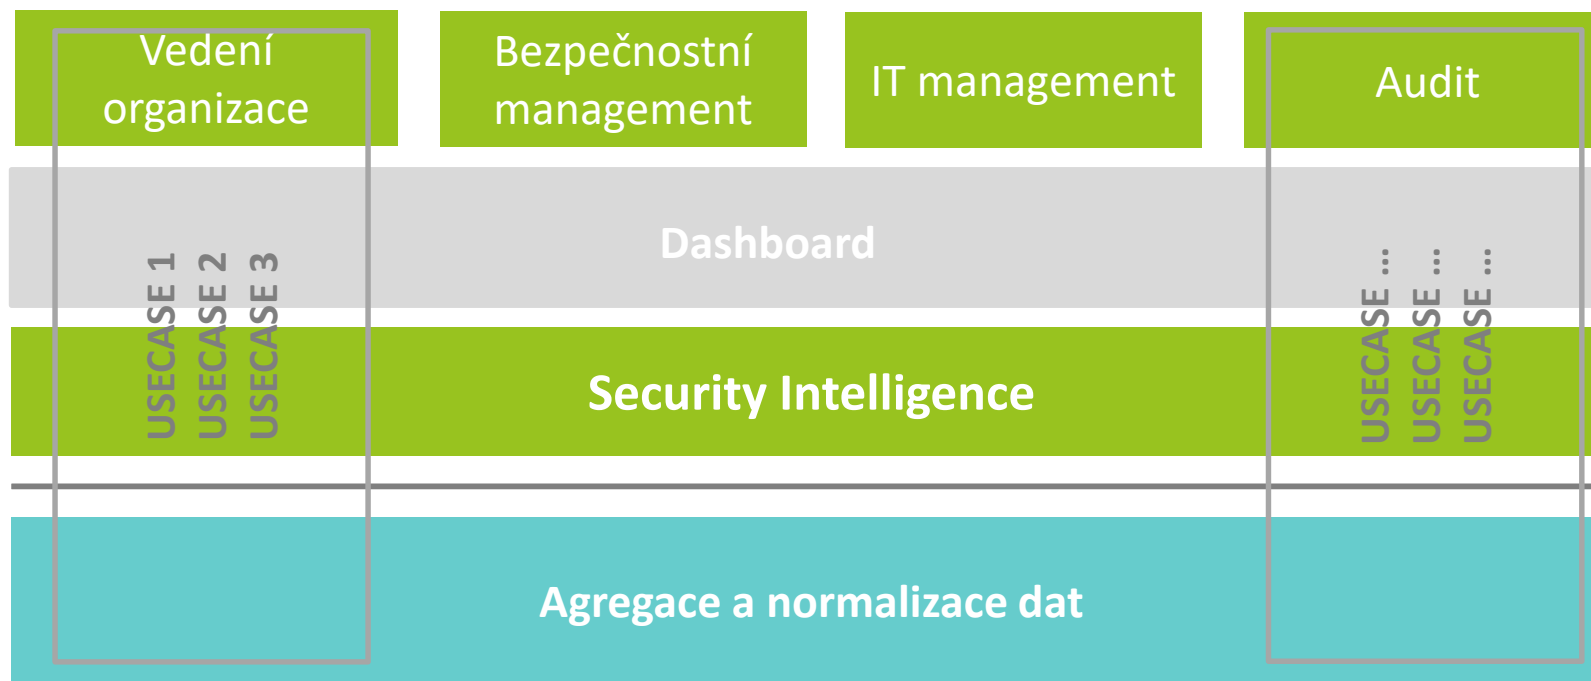 Vedení
organizace
Bezpečnostní
management
IT management
Audit
Dashboard
USECASE 1
USECASE 2
USECASE 3
USECASE ...
USECASE ...
USECASE ...
Security Intelligence
Agregace a normalizace dat